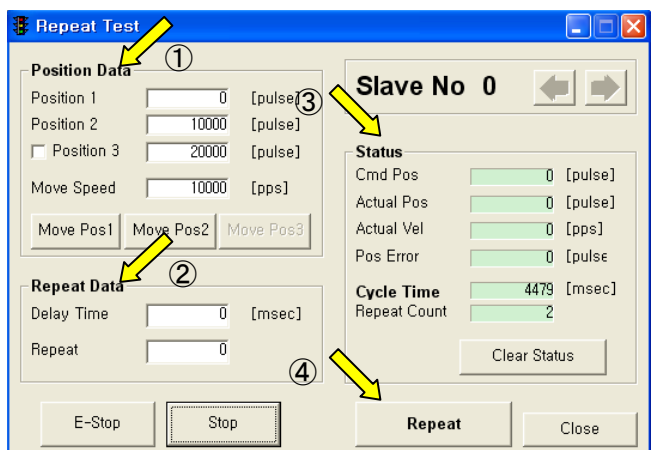 Repeat Test
①
Position Data
Position 1 0 [pulse]
Position 2 10000 [pulse]
Position 3 20000 [pulse]
Move Speed 10000 [pps]
Move Pos1 Move Pos2 Move Pos3
②
Repeat Data
Delay Time 0 [msec]
Repeat 0
E-Stop Stop
Slave No 0
③
Status
Cmd Pos 0 [pulse]
Actual Pos 0 [pulse]
Actual Vel 0 [pps]
Pos Error 0 [pulse
Cycle Time 4479 [msec]
Repeat Count 2
Clear Status
④
Repeat Close